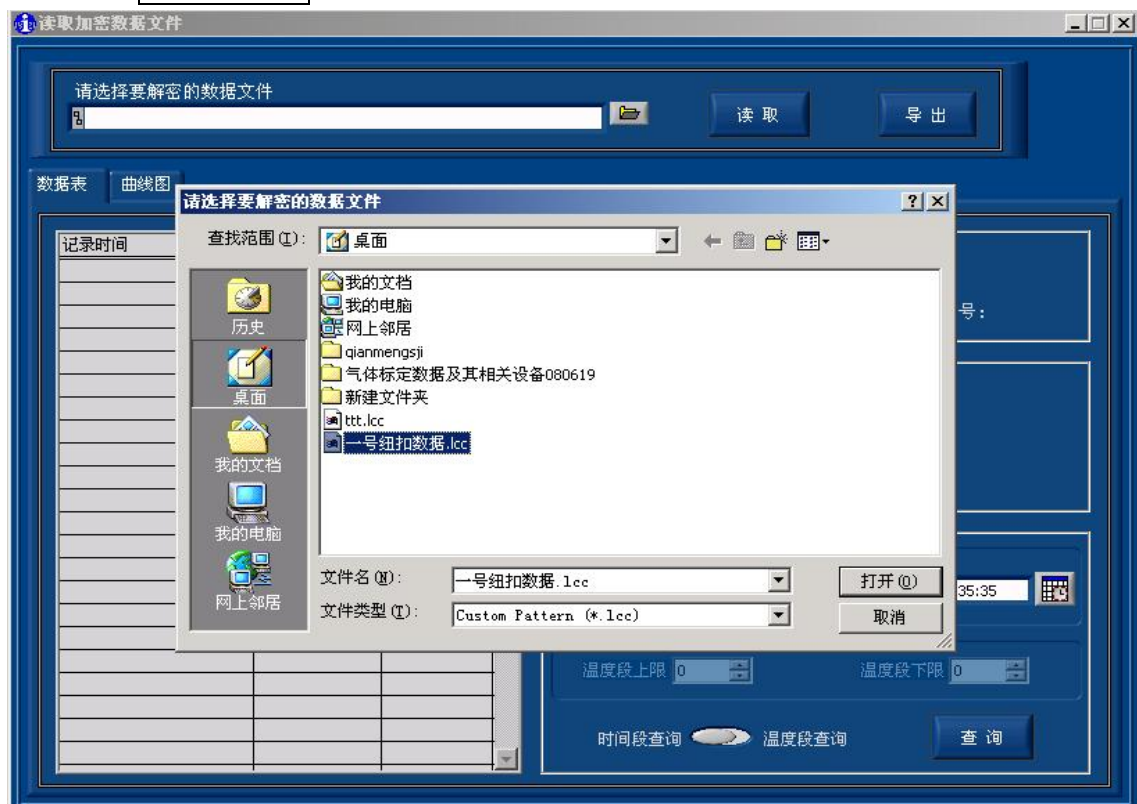 读取加密数据文件
请选择要解密的数据文件
读取
导出
数据表
曲线图
请选择要解密的数据文件
查找范围(I):
桌面
记录时间
历史
桌面
我的文档
我的电脑
网上邻居
我的文档
我的电脑
网上邻居
qianmengsji
气体标定数据及其相关设备080619
新建文件夹
ttt.lcc
一号纽扣数据.lcc
号:
文件名(N):
一号纽扣数据.lcc
打开(O)
文件类型(T):
Custom Pattern (*.lcc)
取消
35:35
温度段上限 0
温度段下限 0
时间段查询
温度段查询
查询